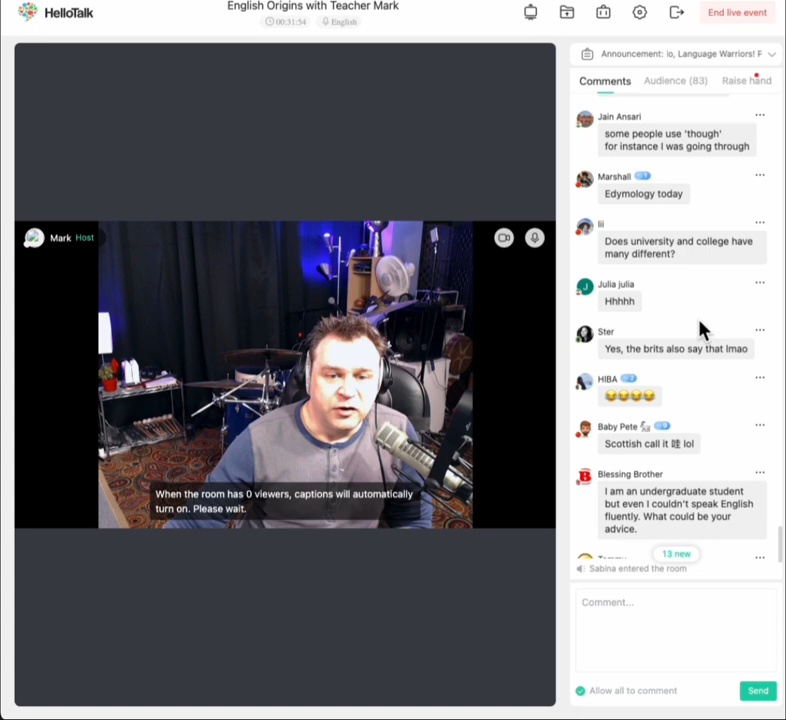 HelloTalk
English Origins with Teacher Mark
00:31:54
English
End live event
Mark Host
When the room has 0 viewers, captions will automatically
turn on. Please wait.
Announcement: io, Language Warriors! F
Comments
Audience (83)
Raise hand
Jain Ansari
some people use 'though'
for instance I was going through
Marshall
Edymology today
lii
Does university and college have
many different?
Julia julia
Hhhhh
Ster
Yes, the brits also say that lmao
HIBA
😂😂😂😂
Baby Pete
Scottish call it 哇 lol
Blessing Brother
I am an undergraduate student
but even I couldn't speak English
fluently. What could be your
advice.
13 new
Sabina entered the room
Comment...
Allow all to comment
Send